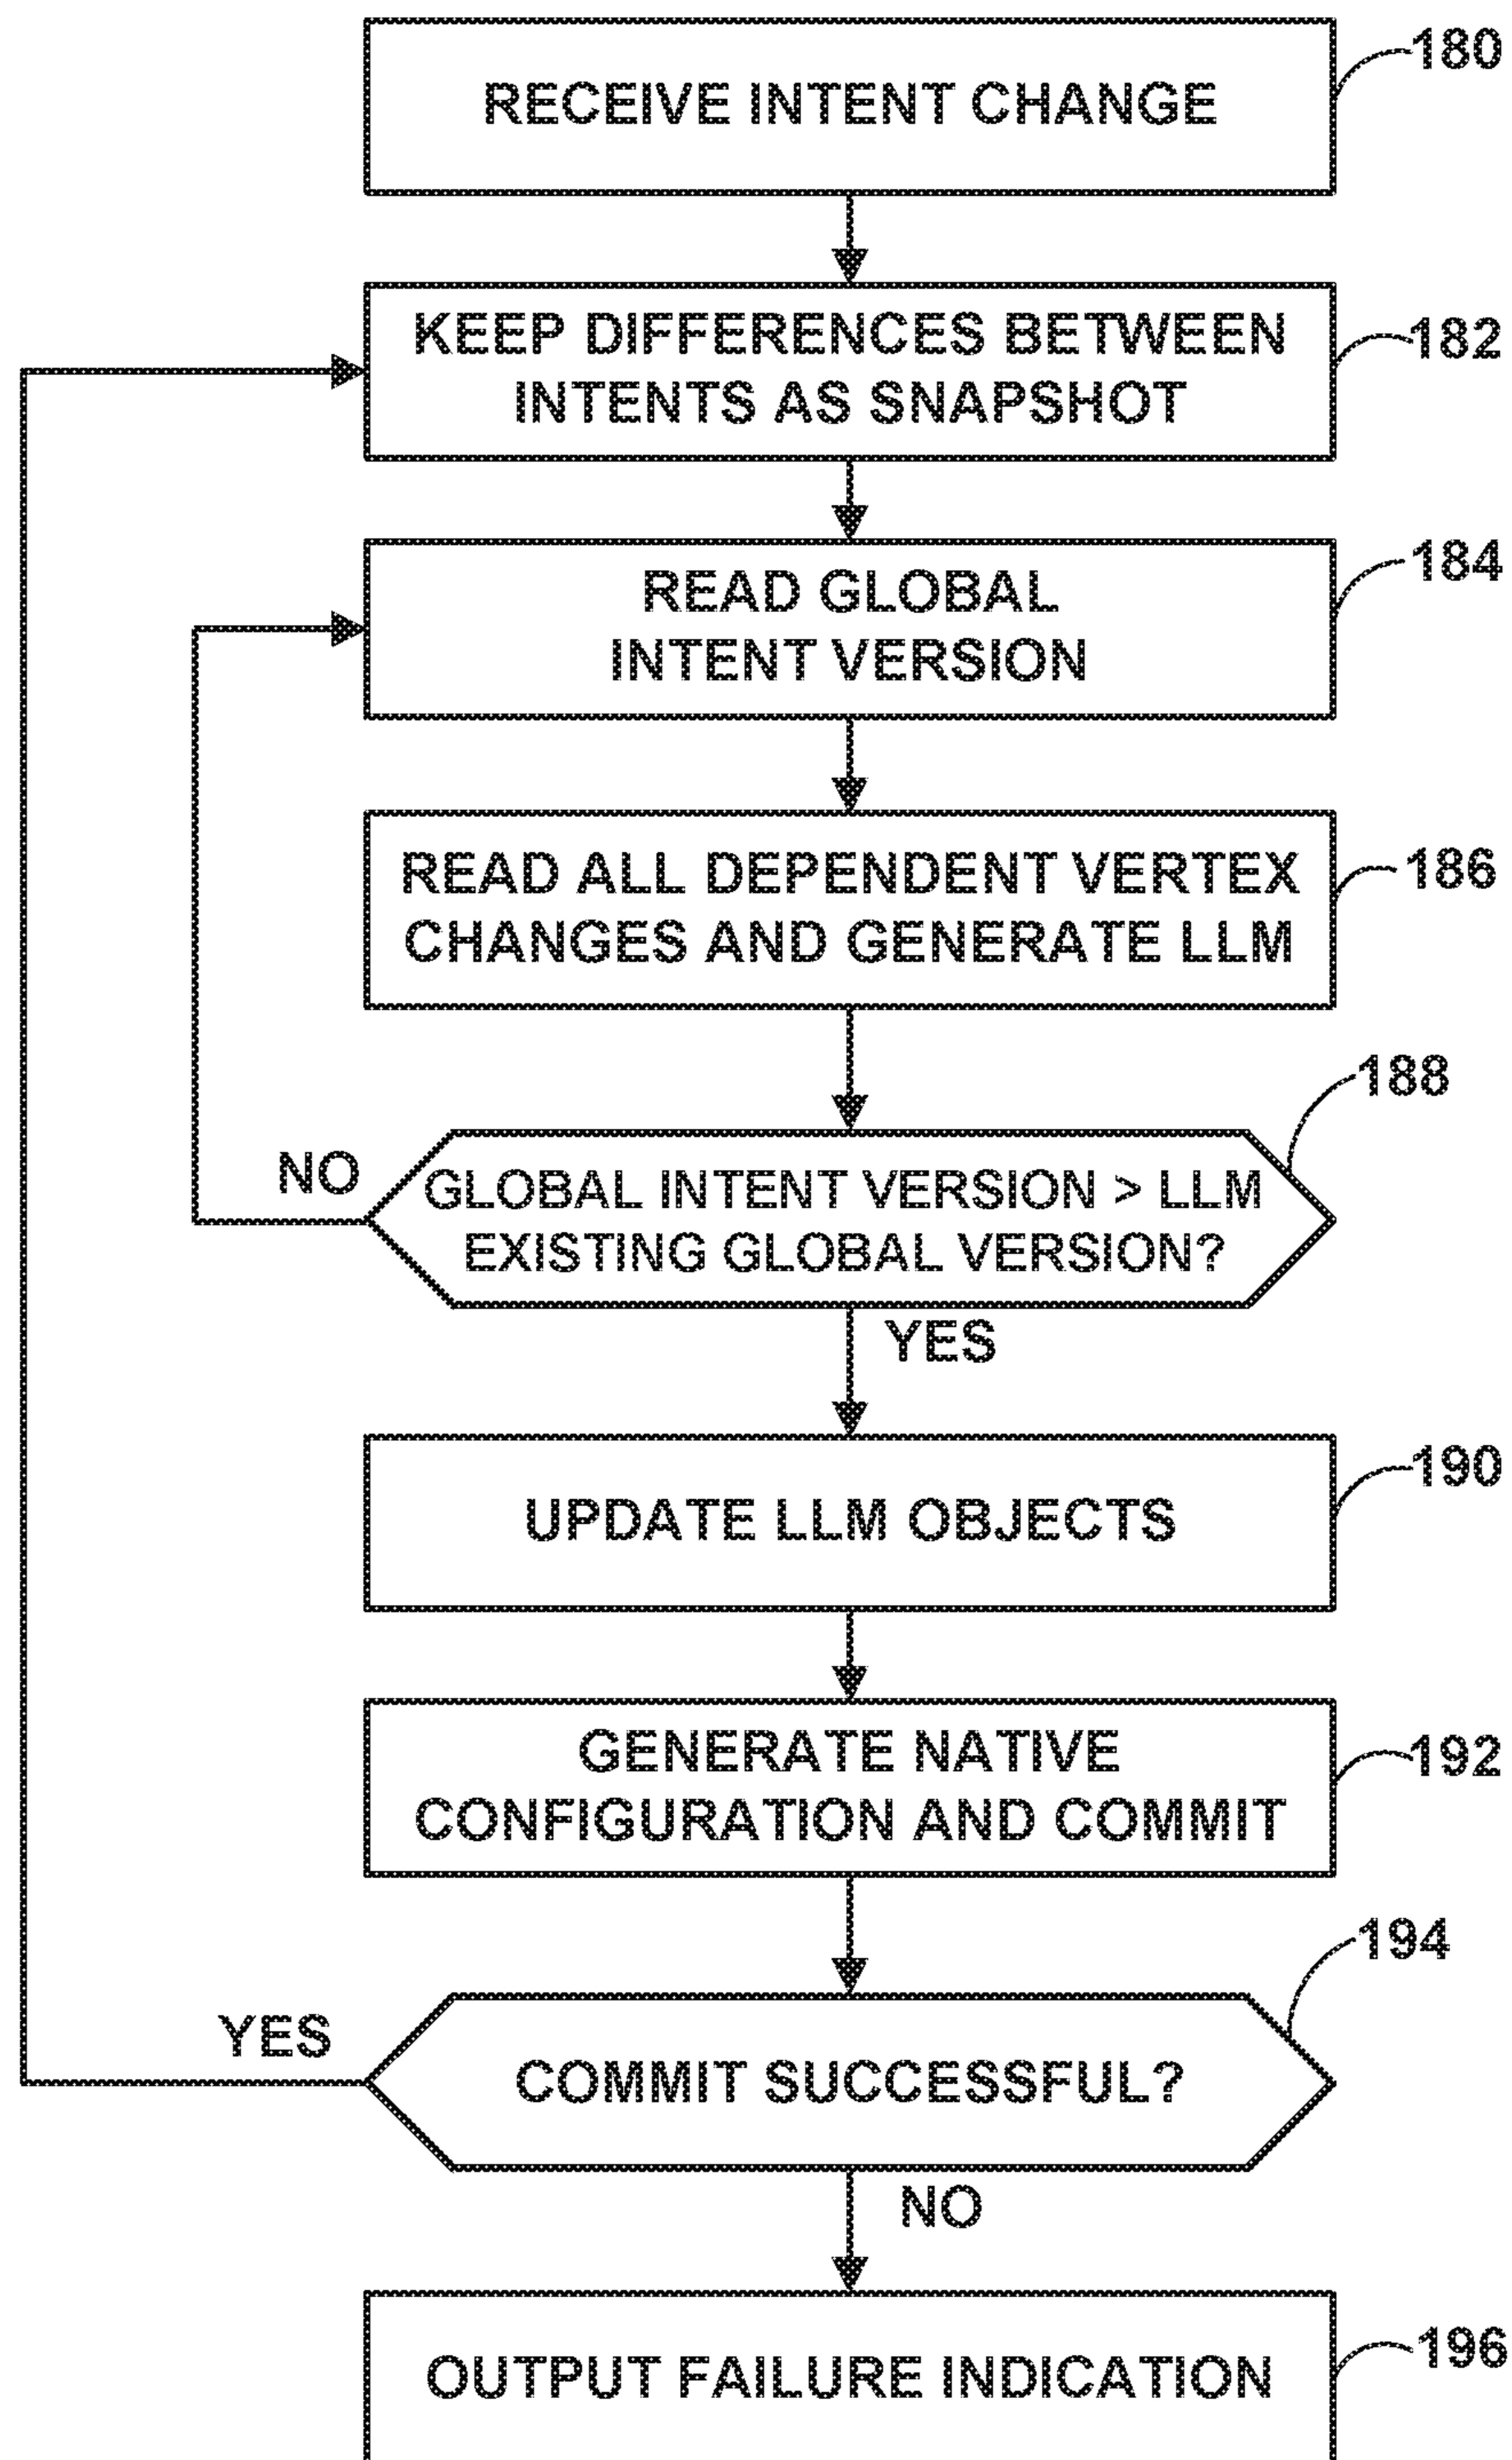 RECEIVE INTENT CHANGE
180
KEEP DIFFERENCES BETWEEN
INTENTS AS SNAPSHOT
182
READ GLOBAL
INTENT VERSION
184
READ ALL DEPENDENT VERTEX
CHANGES AND GENERATE LLM
186
188
NO
GLOBAL INTENT VERSION > LLM
EXISTING GLOBAL VERSION?
YES
UPDATE LLM OBJECTS
190
GENERATE NATIVE
CONFIGURATION AND COMMIT
192
194
YES
COMMIT SUCCESSFUL?
NO
OUTPUT FAILURE INDICATION
196